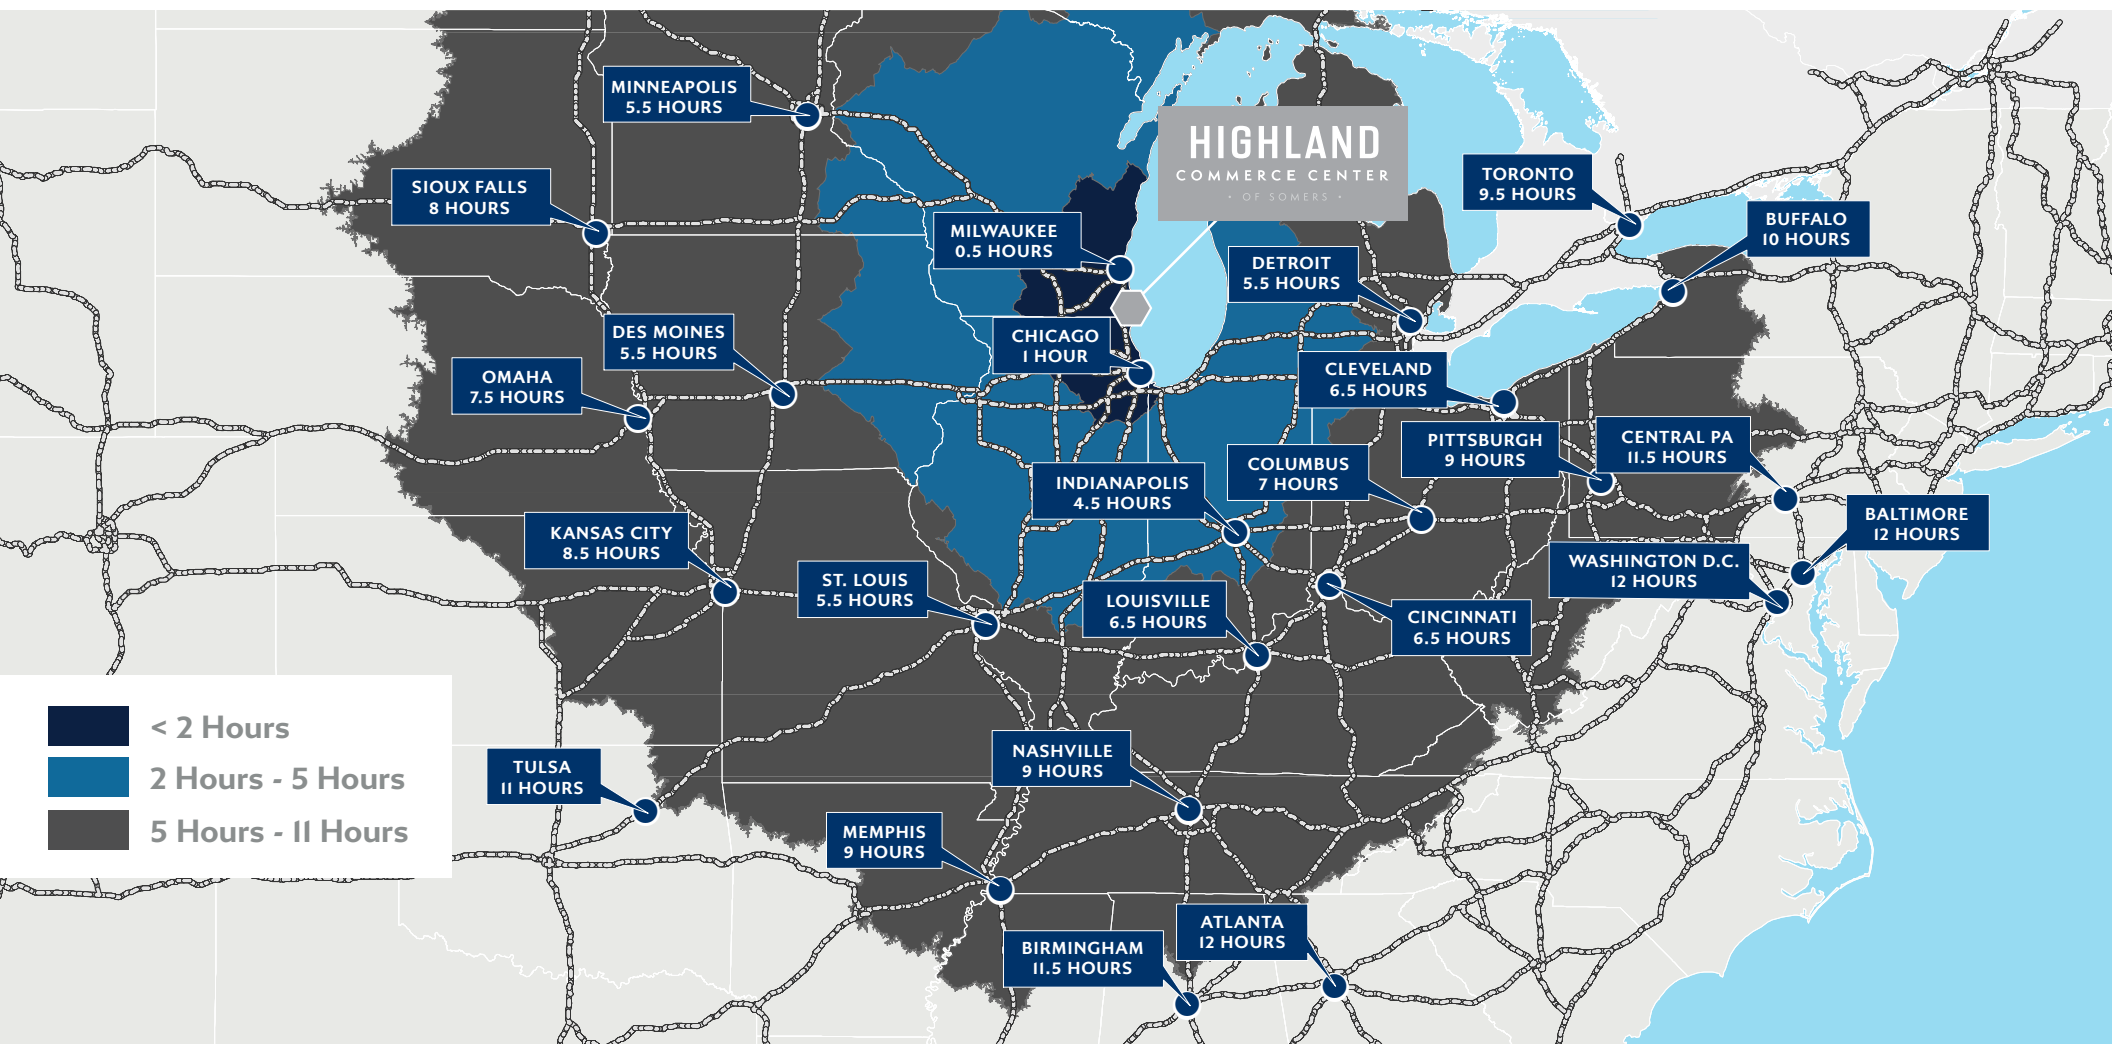 MINNEAPOLIS
5.5 HOURS
HIGHLAND
COMMERCE CENTER
• OF SOMERS •
TORONTO
9.5 HOURS
SIOUX FALLS
8 HOURS
BUFFALO
10 HOURS
MILWAUKEE
0.5 HOURS
DETROIT
5.5 HOURS
DES MOINES
5.5 HOURS
CHICAGO
1 HOUR
OMAHA
7.5 HOURS
CLEVELAND
6.5 HOURS
PITTSBURGH
9 HOURS
CENTRAL PA
11.5 HOURS
COLUMBUS
7 HOURS
INDIANAPOLIS
4.5 HOURS
BALTIMORE
12 HOURS
KANSAS CITY
8.5 HOURS
WASHINGTON D.C.
12 HOURS
ST. LOUIS
5.5 HOURS
LOUISVILLE
6.5 HOURS
CINCINNATI
6.5 HOURS
< 2 Hours
2 Hours - 5 Hours
5 Hours - 11 Hours
NASHVILLE
9 HOURS
TULSA
11 HOURS
MEMPHIS
9 HOURS
ATLANTA
12 HOURS
BIRMINGHAM
11.5 HOURS